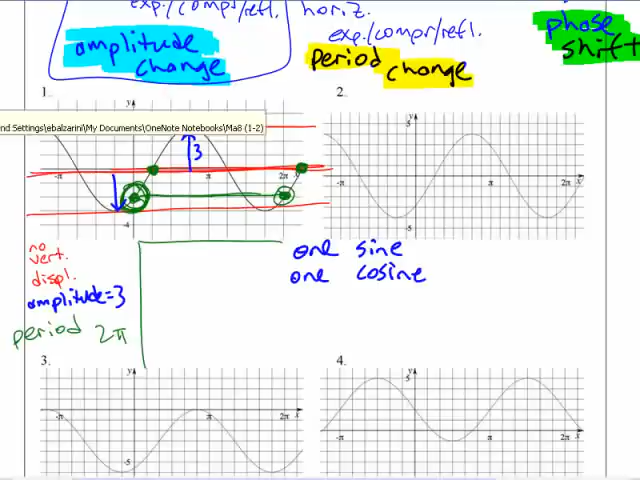 exp./compr/refl. horiz.
exp./compr/refl.
amplitude
change
period
change
phase
shift
1.
2.
nd Settings\ebalzarini\My Documents\OneNote Notebooks\Ma8 (1-2)
y
y
5
3
-π
π
2π
x
-π
π
2π
x
-4
-5
no
vert.
displ.
amplitude=3
period 2π
one sine
one cosine
3.
4.
y
y
5
-π
π
2π
x
-π
π
2π
x
-5